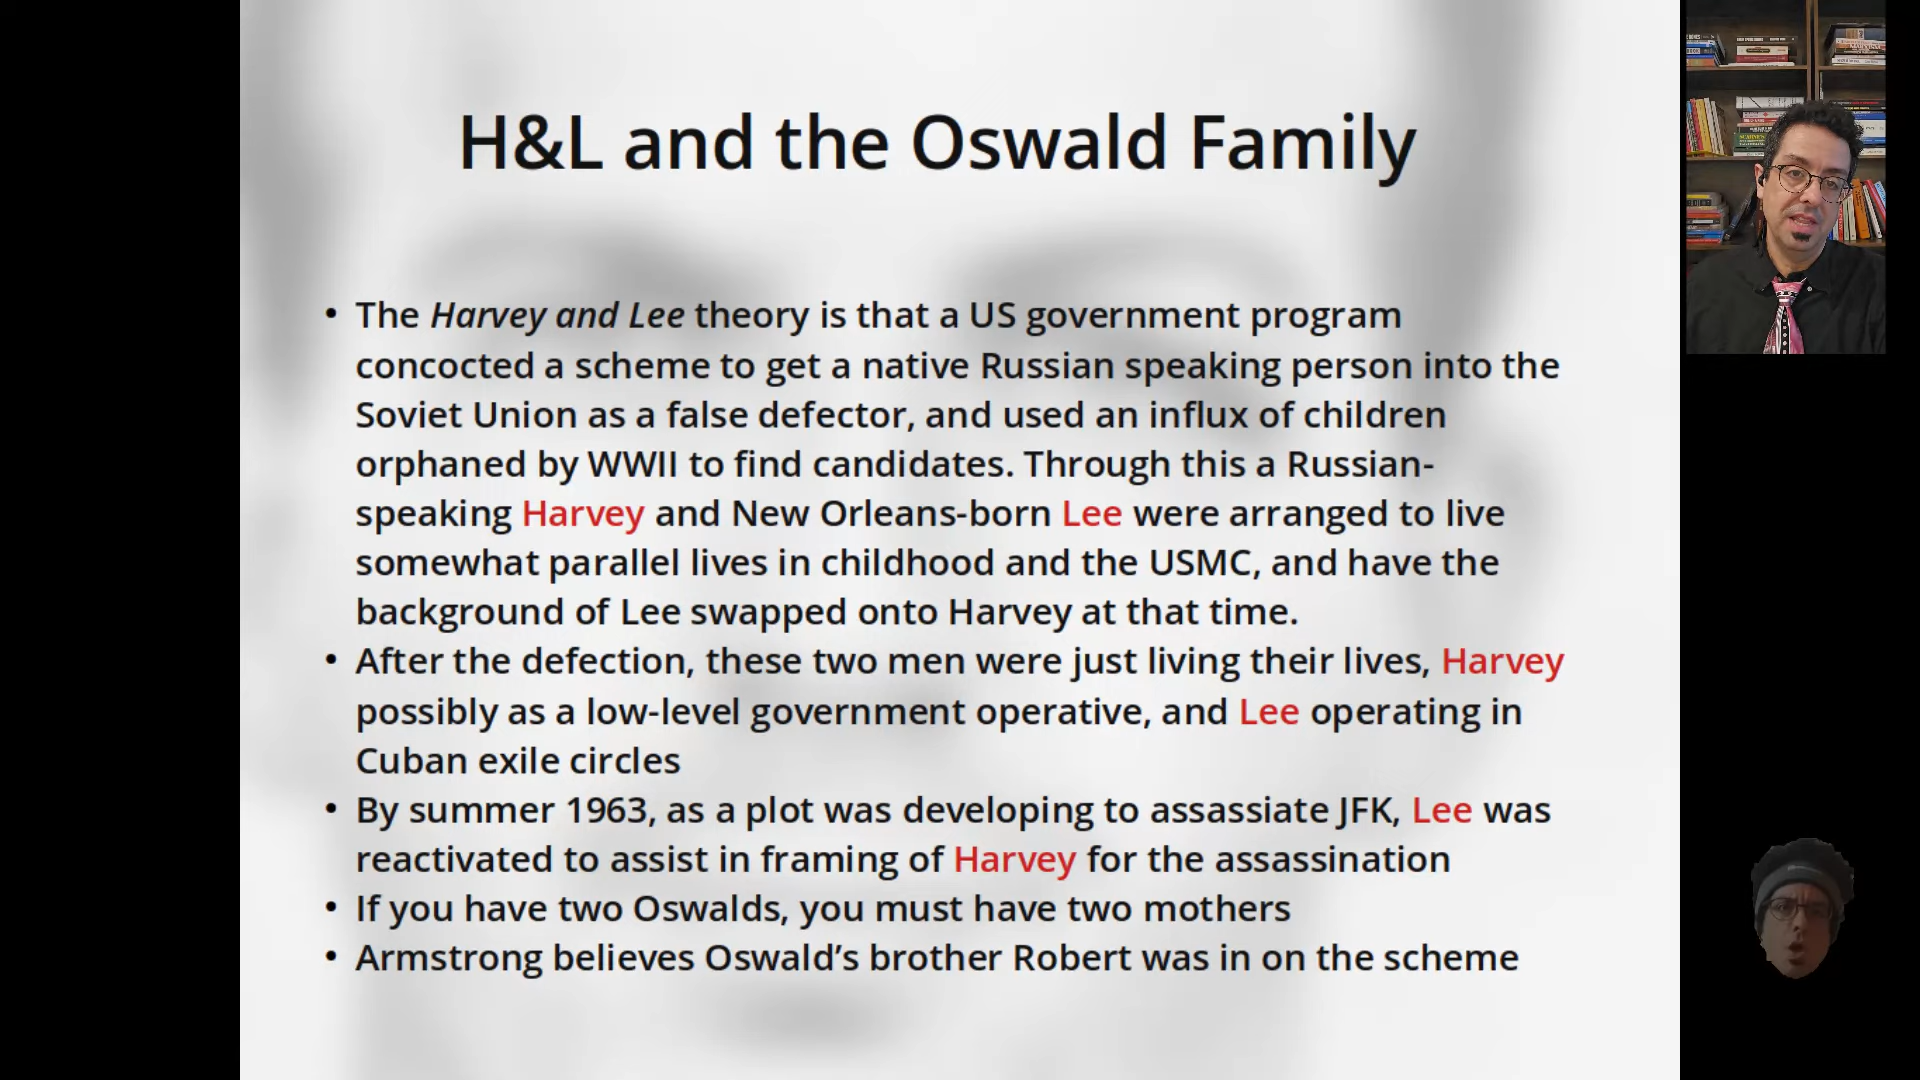 H&L and the Oswald Family
• The Harvey and Lee theory is that a US government program
concocted a scheme to get a native Russian speaking person into the
Soviet Union as a false defector, and used an influx of children
orphaned by WWII to find candidates. Through this a Russian-
speaking Harvey and New Orleans-born Lee were arranged to live
somewhat parallel lives in childhood and the USMC, and have the
background of Lee swapped onto Harvey at that time.
• After the defection, these two men were just living their lives, Harvey
possibly as a low-level government operative, and Lee operating in
Cuban exile circles
• By summer 1963, as a plot was developing to assassiate JFK, Lee was
reactivated to assist in framing of Harvey for the assassination
• If you have two Oswalds, you must have two mothers
• Armstrong believes Oswald’s brother Robert was in on the scheme